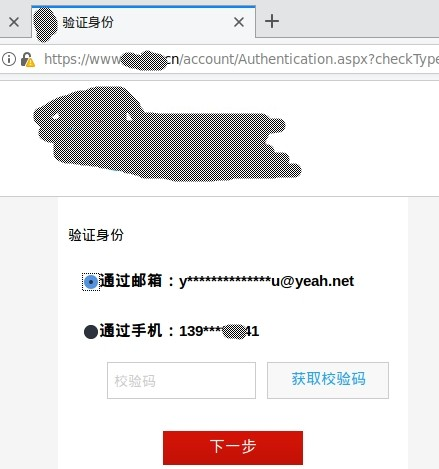 验证身份
https://www.
cn/account/Authentication.aspx?checkType
验证身份
通过邮箱：y**************u@yeah.net
通过手机：139*** 41
校验码
获取校验码
下一步